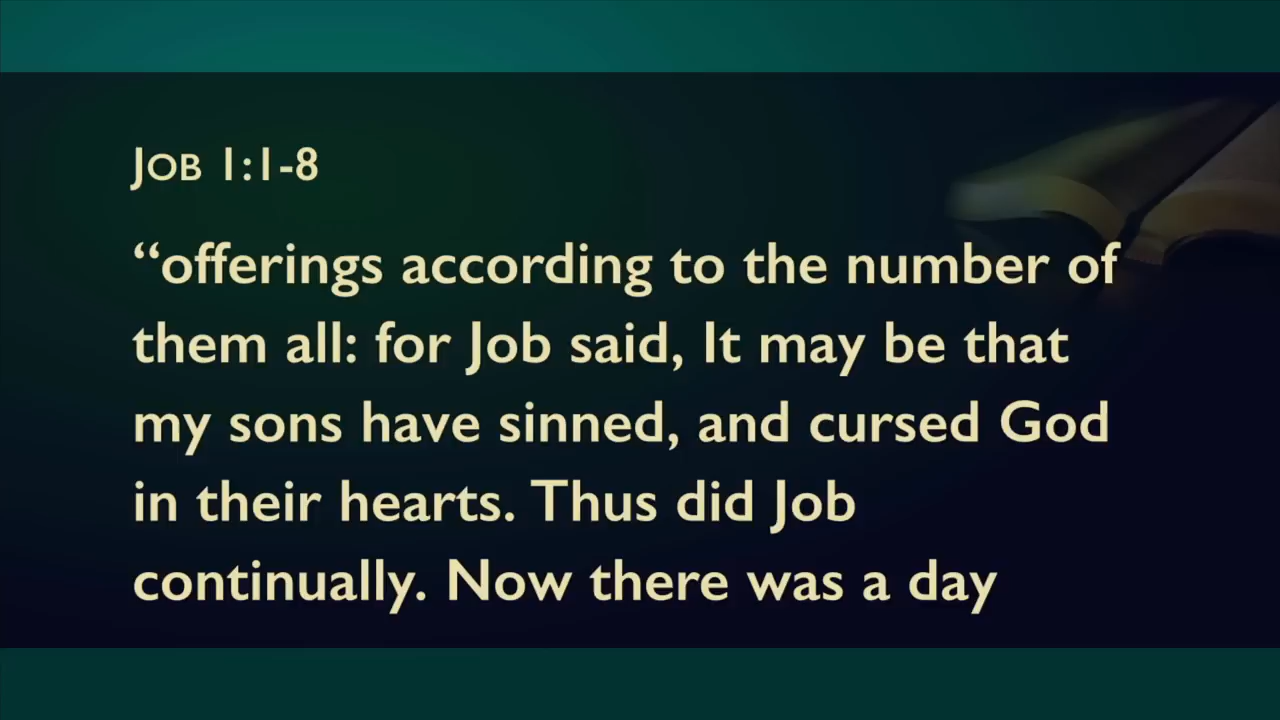 Job 1:1-8
“offerings according to the number of
them all: for Job said, It may be that
my sons have sinned, and cursed God
in their hearts. Thus did Job
continually. Now there was a day